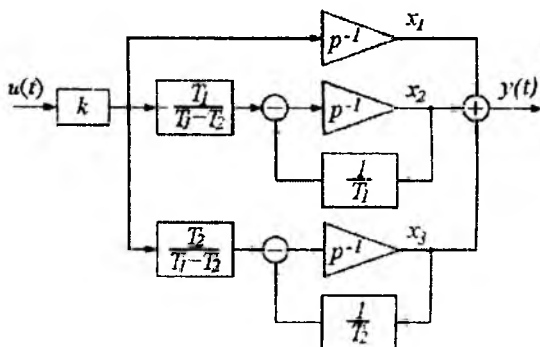 x₁
p⁻¹
u(t)
k
-T₁/(T₁-T₂)
−
p⁻¹
x₂
+
y(t)
1/T₁
T₂/(T₁-T₂)
−
p⁻¹
x₃
1/T₂